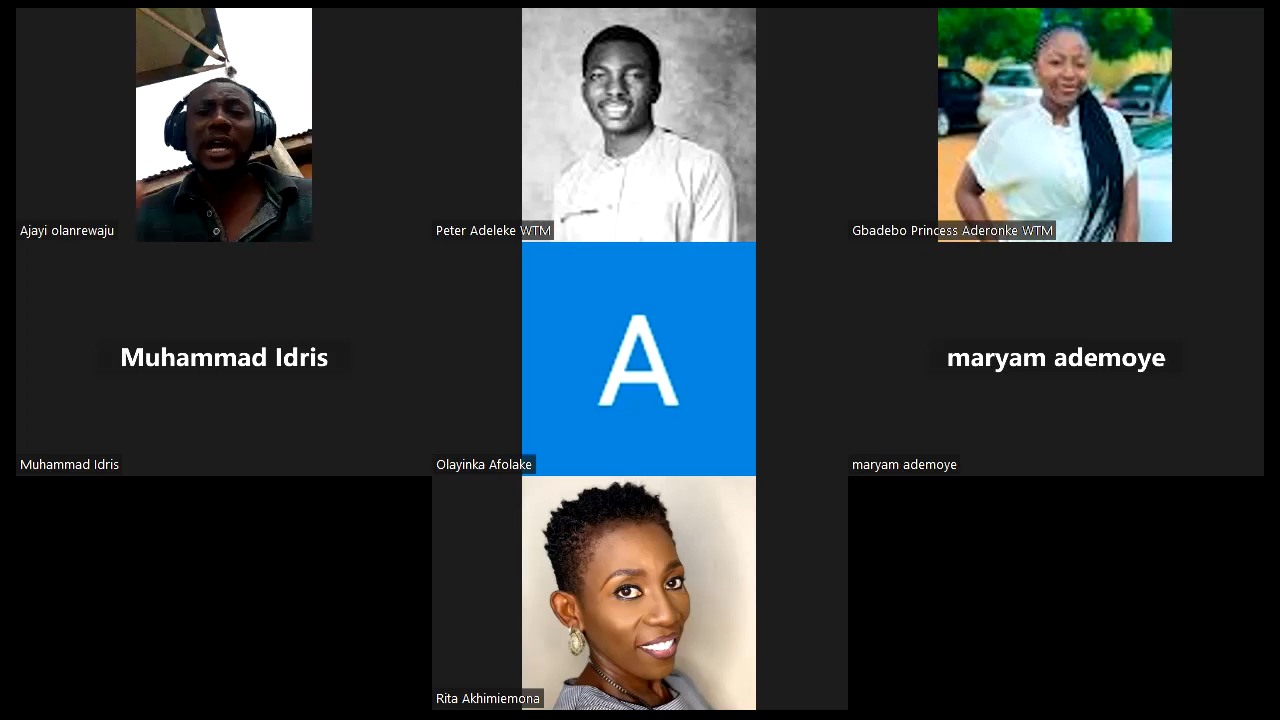 Ajayi olanrewaju
Peter Adeleke WTM
Gbadebo Princess Aderonke WTM
Muhammad Idris
Muhammad Idris
A
Olayinka Afolake
maryam ademoye
maryam ademoye
Rita Akhimiemona